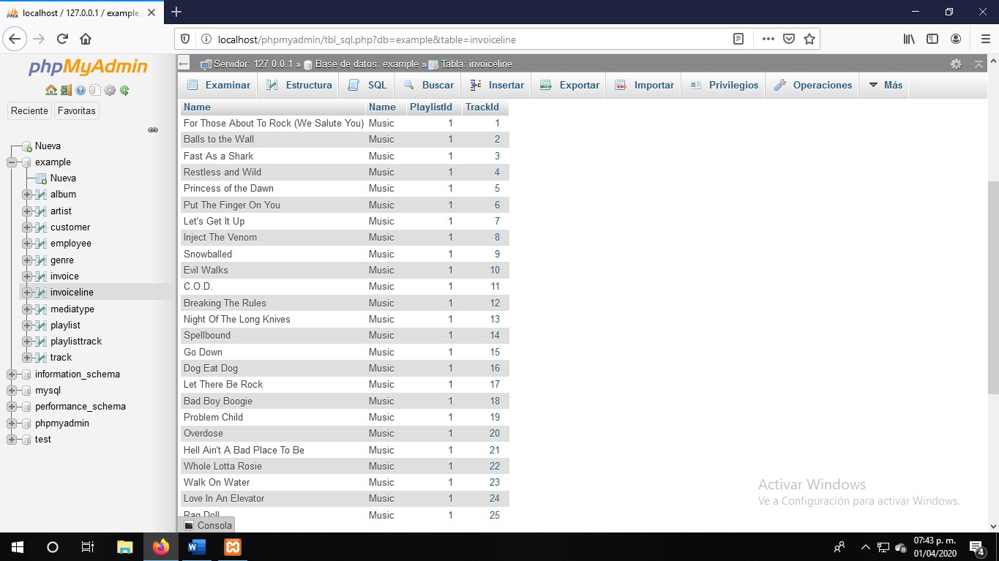 localhost / 127.0.0.1 / example
localhost/phpmyadmin/tbl_sql.php?db=example&table=invoiceline
phpMyAdmin
Reciente Favoritas
Nueva
example
Nueva
album
artist
customer
employee
genre
invoice
invoiceline
mediatype
playlist
playlisttrack
track
information_schema
mysql
performance_schema
phpmyadmin
test
Servidor: 127.0.0.1 » Base de datos: example » Tabla: invoiceline
Examinar Estructura SQL Buscar Insertar Exportar Importar Privilegios Operaciones Más
Name Name PlaylistId TrackId
For Those About To Rock (We Salute You) Music 1 1
Balls to the Wall Music 1 2
Fast As a Shark Music 1 3
Restless and Wild Music 1 4
Princess of the Dawn Music 1 5
Put The Finger On You Music 1 6
Let's Get It Up Music 1 7
Inject The Venom Music 1 8
Snowballed Music 1 9
Evil Walks Music 1 10
C.O.D. Music 1 11
Breaking The Rules Music 1 12
Night Of The Long Knives Music 1 13
Spellbound Music 1 14
Go Down Music 1 15
Dog Eat Dog Music 1 16
Let There Be Rock Music 1 17
Bad Boy Boogie Music 1 18
Problem Child Music 1 19
Overdose Music 1 20
Hell Ain't A Bad Place To Be Music 1 21
Whole Lotta Rosie Music 1 22
Walk On Water Music 1 23
Love In An Elevator Music 1 24
Rag Doll Music 1 25
Consola
Activar Windows
Ve a Configuración para activar Windows.
07:43 p. m.
01/04/2020
4